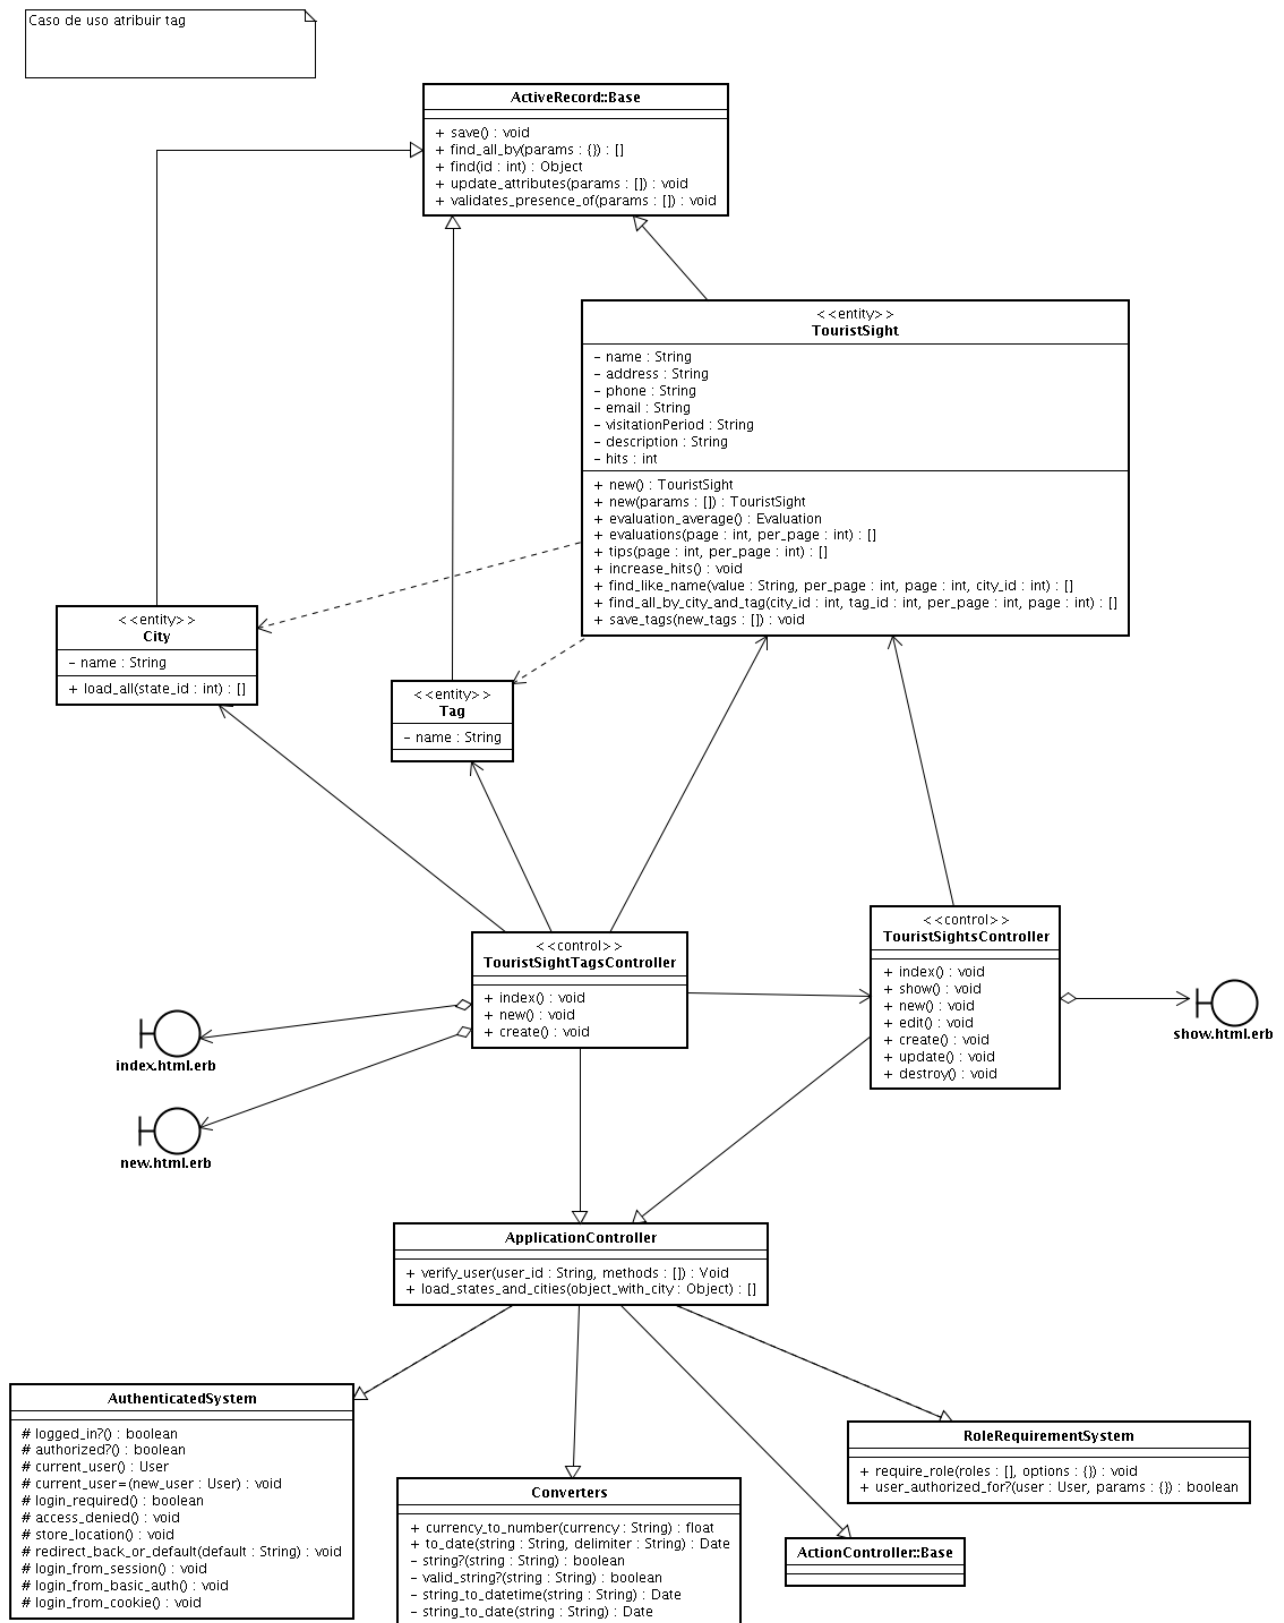 Caso de uso atribuir tag
ActiveRecord::Base
+ save() : void
+ find_all_by(params : {}) : []
+ find(id : int) : Object
+ update_attributes(params : []) : void
+ validates_presence_of(params : []) : void
<<entity>>
TouristSight
- name : String
- address : String
- phone : String
- email : String
- visitationPeriod : String
- description : String
- hits : int
+ new() : TouristSight
+ new(params : []) : TouristSight
+ evaluation_average() : Evaluation
+ evaluations(page : int, per_page : int) : []
+ tips(page : int, per_page : int) : []
+ increase_hits() : void
+ find_like_name(value : String, per_page : int, page : int, city_id : int) : []
+ find_all_by_city_and_tag(city_id : int, tag_id : int, per_page : int, page : int) : []
+ save_tags(new_tags : []) : void
<<entity>>
City
- name : String
+ load_all(state_id : int) : []
<<entity>>
Tag
- name : String
<<control>>
TouristSightTagsController
+ index() : void
+ new() : void
+ create() : void
<<control>>
TouristSightsController
+ index() : void
+ show() : void
+ new() : void
+ edit() : void
+ create() : void
+ update() : void
+ destroy() : void
show.html.erb
index.html.erb
new.html.erb
ApplicationController
+ verify_user(user_id : String, methods : []) : Void
+ load_states_and_cities(object_with_city : Object) : []
AuthenticatedSystem
# logged_in?() : boolean
# authorized?() : boolean
# current_user() : User
# current_user=(new_user : User) : void
# login_required() : boolean
# access_denied() : void
# store_location() : void
# redirect_back_or_default(default : String) : void
# login_from_session() : void
# login_from_basic_auth() : void
# login_from_cookie() : void
Converters
+ currency_to_number(currency : String) : float
+ to_date(string : String, delimiter : String) : Date
- string?(string : String) : boolean
- valid_string?(string : String) : boolean
- string_to_datetime(string : String) : Date
- string_to_date(string : String) : Date
ActionController::Base
RoleRequirementSystem
+ require_role(roles : [], options : {}) : void
+ user_authorized_for?(user : User, params : {}) : boolean